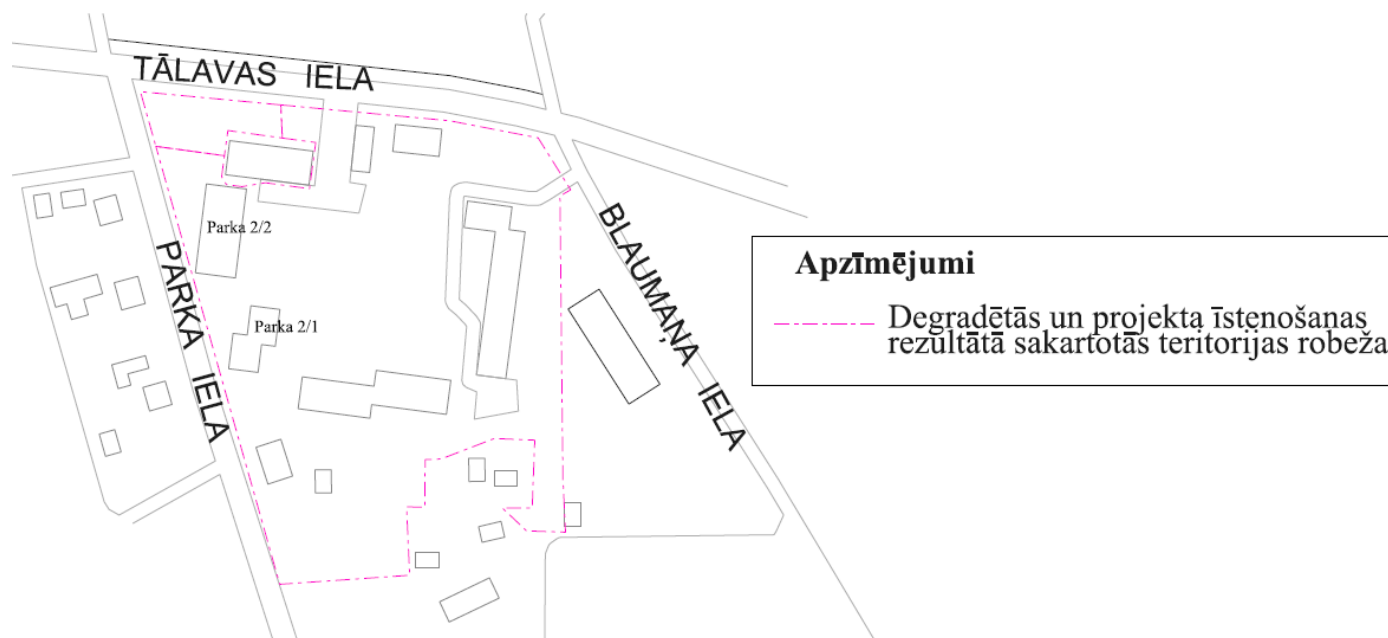 TĀLAVAS IELA
Parka 2/2
PARKA IELA
Parka 2/1
BLAUMAŅA IELA
Apzīmējumi
Degradētās un projekta īstenošanas
rezultātā sakartotās teritorijas robeža